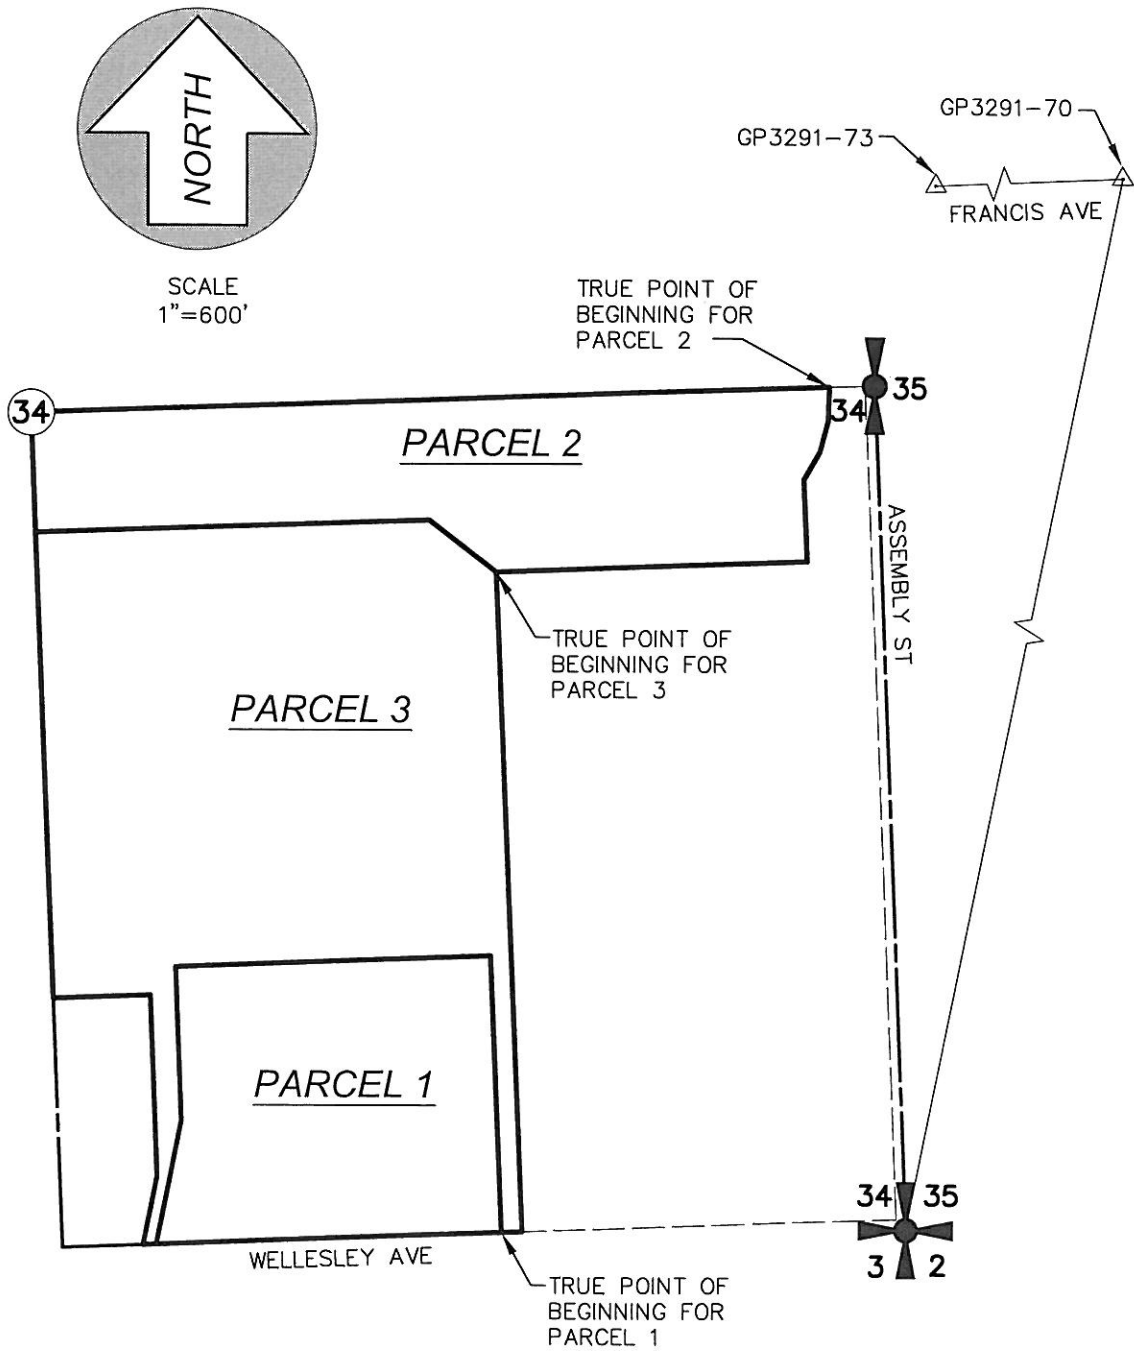 NORTH
SCALE
1"=600'
GP3291-70
GP3291-73
FRANCIS AVE
TRUE POINT OF
BEGINNING FOR
PARCEL 2
34
35
34
PARCEL 2
ASSEMBLY ST
TRUE POINT OF
BEGINNING FOR
PARCEL 3
PARCEL 3
PARCEL 1
34 35
3 2
WELLESLEY AVE
TRUE POINT OF
BEGINNING FOR
PARCEL 1